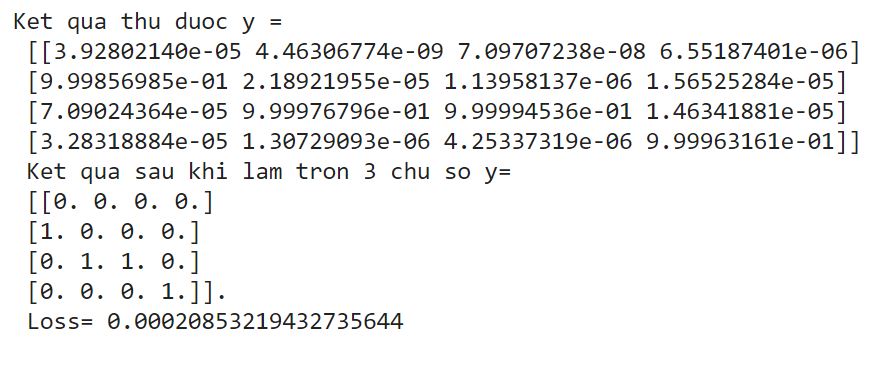 Ket qua thu duoc y =
[[3.92802140e-05 4.46306774e-09 7.09707238e-08 6.55187401e-06]
[9.99856985e-01 2.18921955e-05 1.13958137e-06 1.56525284e-05]
[7.09024364e-05 9.99976796e-01 9.99994536e-01 1.46341881e-05]
[3.28318884e-05 1.30729093e-06 4.25337319e-06 9.99963161e-01]]
Ket qua sau khi lam tron 3 chu so y=
[[0. 0. 0. 0.]
[1. 0. 0. 0.]
[0. 1. 1. 0.]
[0. 0. 0. 1.]].
Loss= 0.00020853219432735644